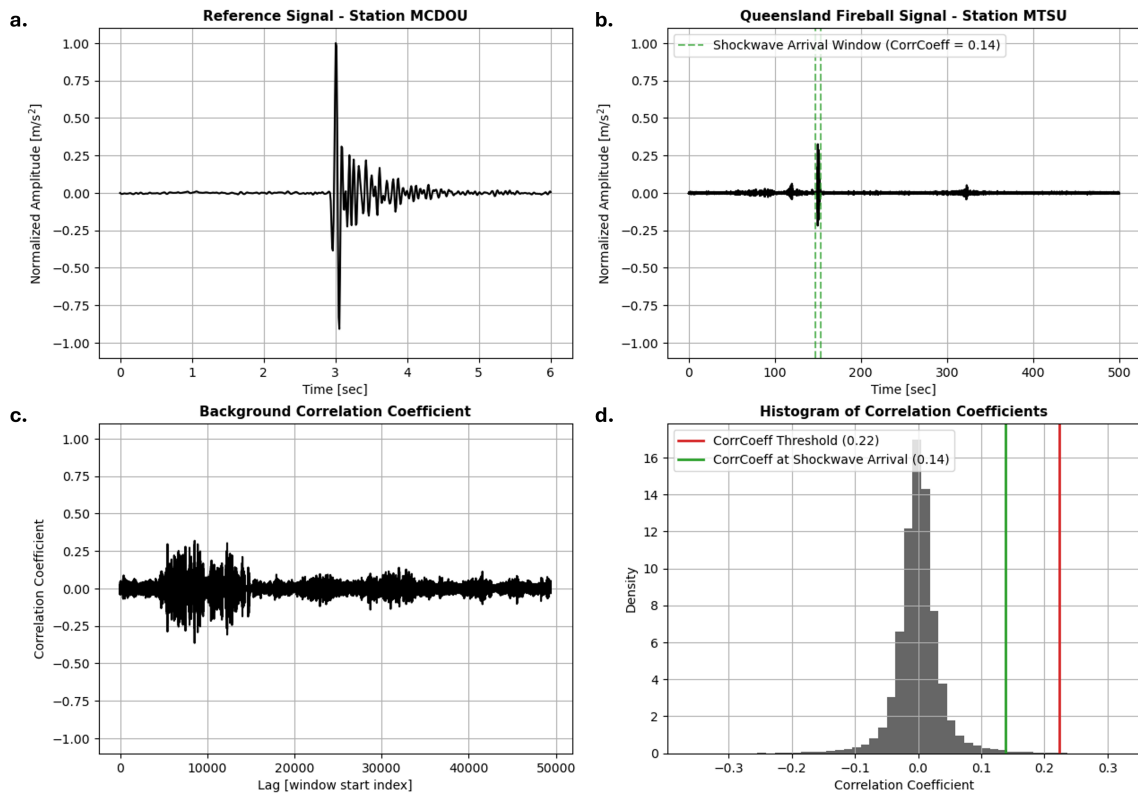 a.
Reference Signal - Station MCDOU
Normalized Amplitude [m/s²]
1.00
0.75
0.50
0.25
0.00
−0.25
−0.50
−0.75
−1.00
0 1 2 3 4 5 6
Time [sec]
b.
Queensland Fireball Signal - Station MTSU
Shockwave Arrival Window (CorrCoeff = 0.14)
Normalized Amplitude [m/s²]
1.00
0.75
0.50
0.25
0.00
−0.25
−0.50
−0.75
−1.00
0 100 200 300 400 500
Time [sec]
c.
Background Correlation Coefficient
Correlation Coefficient
1.00
0.75
0.50
0.25
0.00
−0.25
−0.50
−0.75
−1.00
0 10000 20000 30000 40000 50000
Lag [window start index]
d.
Histogram of Correlation Coefficients
CorrCoeff Threshold (0.22)
CorrCoeff at Shockwave Arrival (0.14)
Density
16
14
12
10
8
6
4
2
0
−0.3 −0.2 −0.1 0.0 0.1 0.2 0.3
Correlation Coefficient